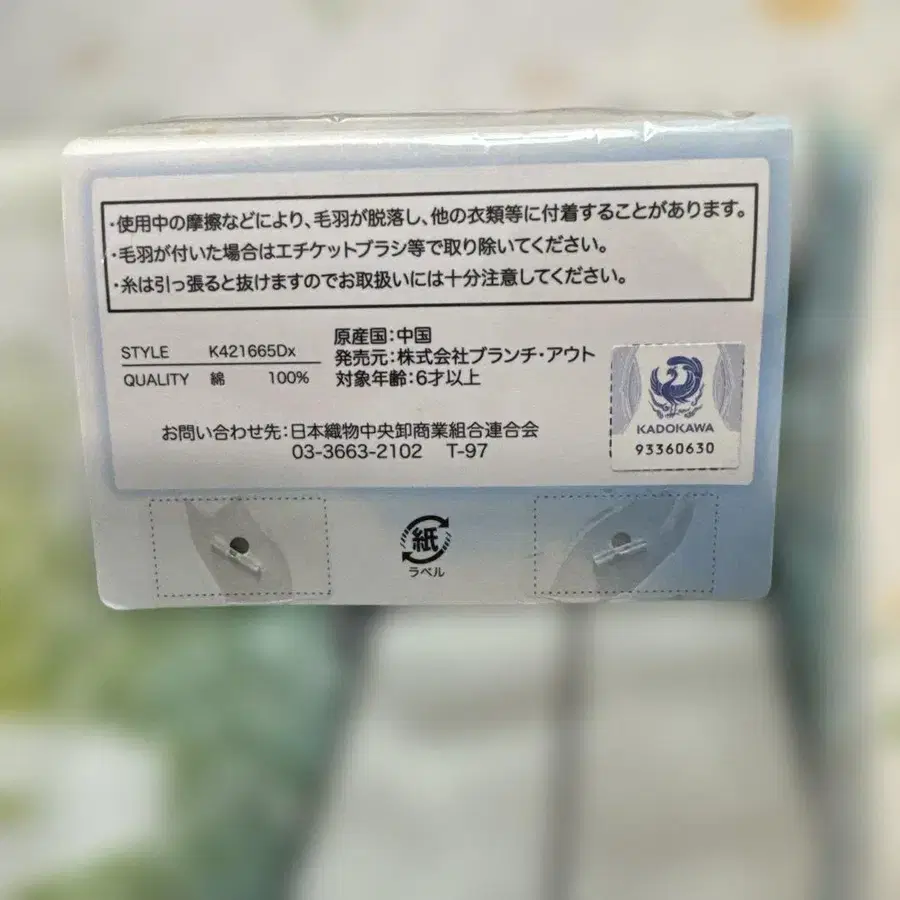 ・使用中の摩擦などにより、毛羽が脱落し、他の衣類等に付着することがあります。
・毛羽が付いた場合はエチケットブラシ等で取り除いてください。
・糸は引っ張ると抜けますのでお取扱いには十分注意してください。
STYLE K421665Dx
QUALITY 綿 100%
原産国：中国
発売元：株式会社ブランチ・アウト
対象年齢：6才以上
お問い合わせ先：日本織物中央卸商業組合連合会
03-3663-2102 T-97
KADOKAWA
93360630
紙
ラベル